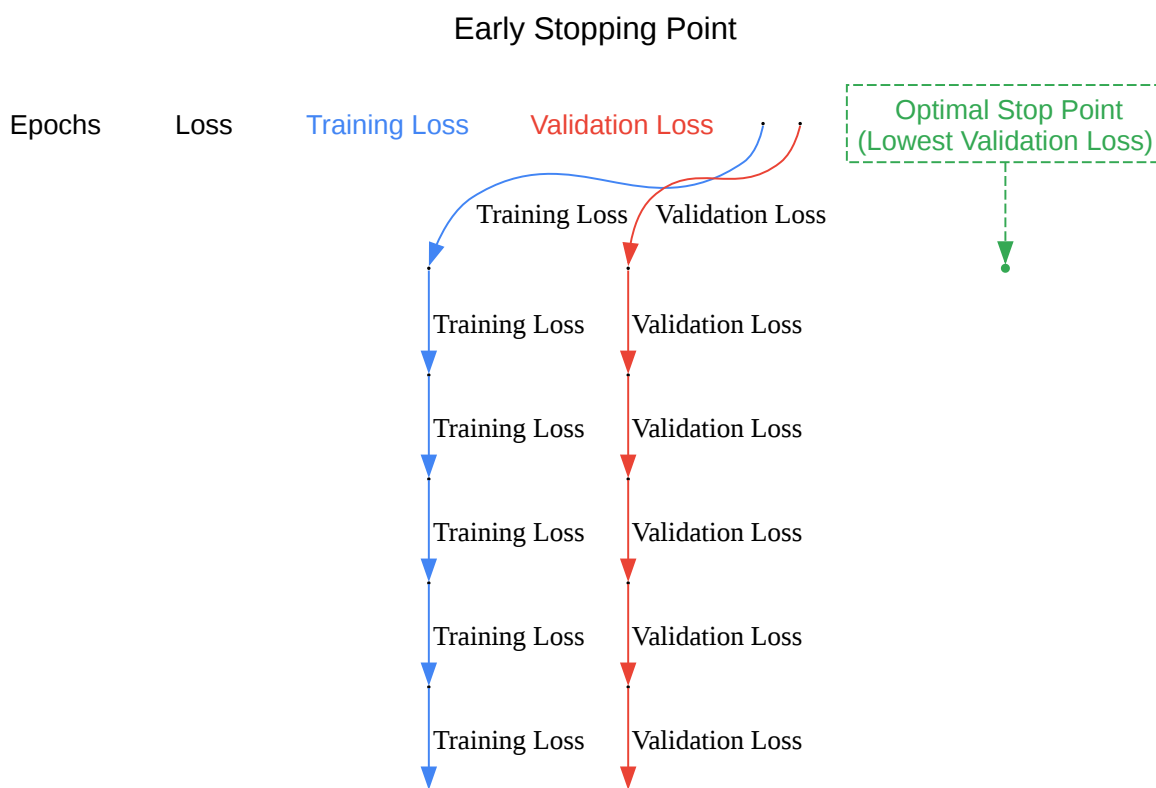 Early Stopping Point
Epochs
Loss
Training Loss
Validation Loss
Optimal Stop Point
(Lowest Validation Loss)
Training Loss
Validation Loss
Training Loss
Validation Loss
Training Loss
Validation Loss
Training Loss
Validation Loss
Training Loss
Validation Loss
Training Loss
Validation Loss